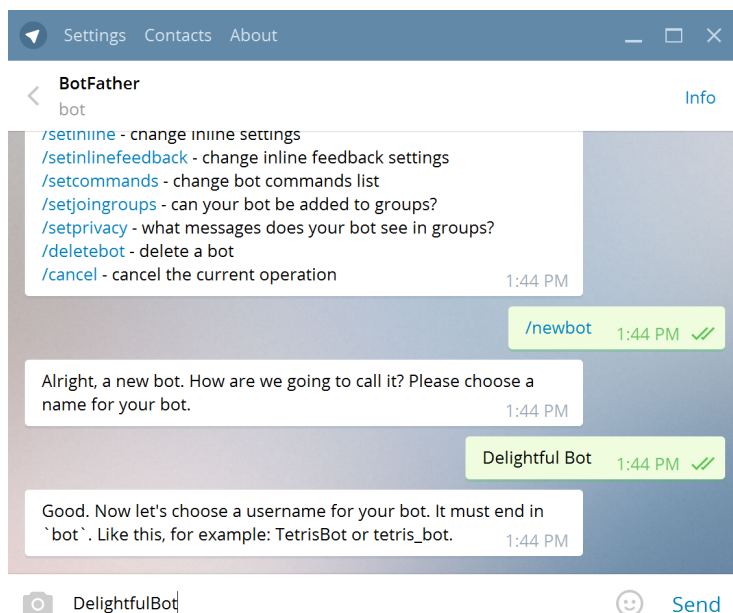 Settings Contacts About
BotFather
bot
Info
/setinline - change inline settings
/setinlinefeedback - change inline feedback settings
/setcommands - change bot commands list
/setjoingroups - can your bot be added to groups?
/setprivacy - what messages does your bot see in groups?
/deletebot - delete a bot
/cancel - cancel the current operation
1:44 PM
/newbot 1:44 PM
Alright, a new bot. How are we going to call it? Please choose a
name for your bot.
1:44 PM
Delightful Bot 1:44 PM
Good. Now let's choose a username for your bot. It must end in
`bot`. Like this, for example: TetrisBot or tetris_bot.
1:44 PM
DelightfulBot
Send